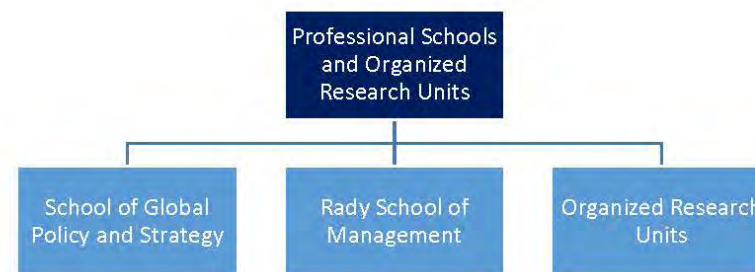 Professional Schools
and Organized
Research Units
School of Global
Policy and Strategy
Rady School of
Management
Organized Research
Units